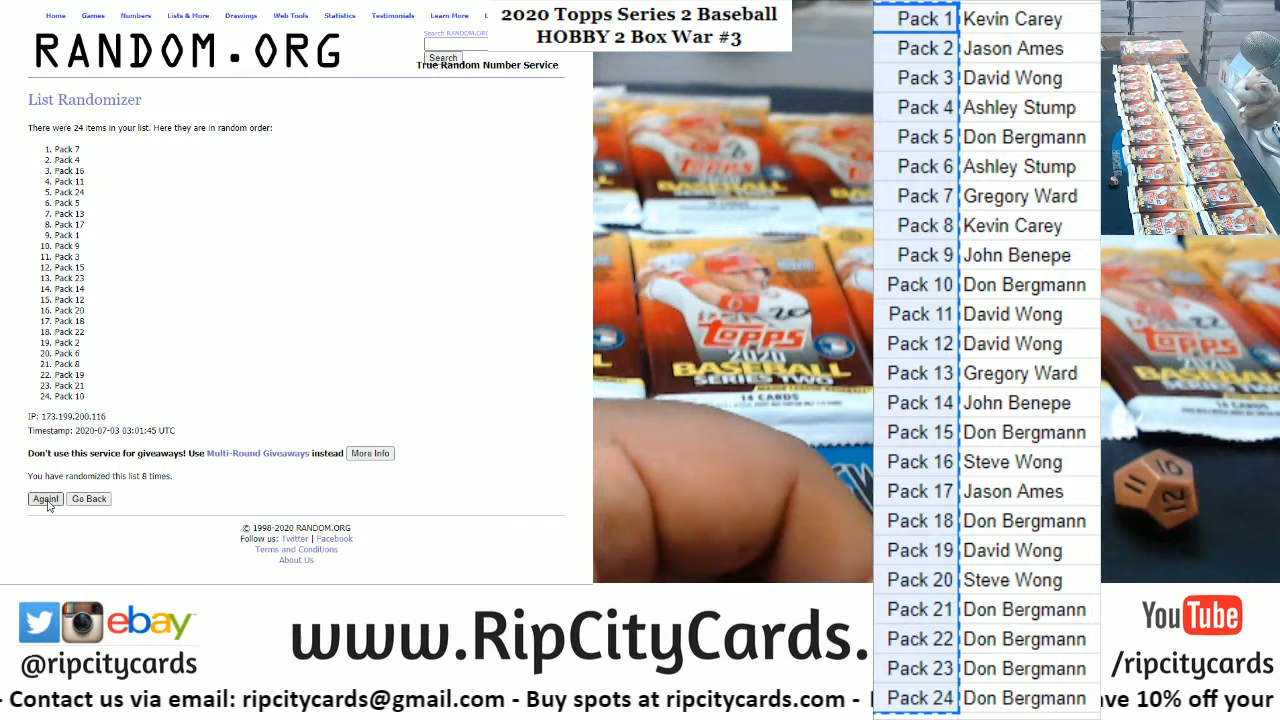 Home Games Numbers Lists & More Drawings Web Tools Statistics Testimonials Learn More L
RANDOM.ORG
Search RANDOM.ORG
Search
True Random Number Service
List Randomizer
There were 24 items in your list. Here they are in random order:
1. Pack 7
2. Pack 4
3. Pack 16
4. Pack 11
5. Pack 24
6. Pack 5
7. Pack 13
8. Pack 17
9. Pack 1
10. Pack 9
11. Pack 3
12. Pack 15
13. Pack 23
14. Pack 14
15. Pack 12
16. Pack 20
17. Pack 18
18. Pack 22
19. Pack 2
20. Pack 6
21. Pack 8
22. Pack 19
23. Pack 21
24. Pack 10
IP: 173.199.200.116
Timestamp: 2020-07-03 03:01:45 UTC
Don't use this service for giveaways! Use Multi-Round Giveaways instead More Info
You have randomized this list 8 times.
Again! Go Back
© 1998-2020 RANDOM.ORG
Follow us: Twitter | Facebook
Terms and Conditions
About Us
2020 Topps Series 2 Baseball
HOBBY 2 Box War #3
20
Topps
2020
BASEBALL
SERIES TWO
14 CARDS
Pack 1 Kevin Carey
Pack 2 Jason Ames
Pack 3 David Wong
Pack 4 Ashley Stump
Pack 5 Don Bergmann
Pack 6 Ashley Stump
Pack 7 Gregory Ward
Pack 8 Kevin Carey
Pack 9 John Benepe
Pack 10 Don Bergmann
Pack 11 David Wong
Pack 12 David Wong
Pack 13 Gregory Ward
Pack 14 John Benepe
Pack 15 Don Bergmann
Pack 16 Steve Wong
Pack 17 Jason Ames
Pack 18 Don Bergmann
Pack 19 David Wong
Pack 20 Steve Wong
Pack 21 Don Bergmann
Pack 22 Don Bergmann
Pack 23 Don Bergmann
Pack 24 Don Bergmann
22
Topps
2020
BASEBALL
10
11
12
ebay
@ripcitycards
www.RipCityCards.
YouTube
/ripcitycards
- Contact us via email: ripcitycards@gmail.com - Buy spots at ripcitycards.com - ave 10% off your